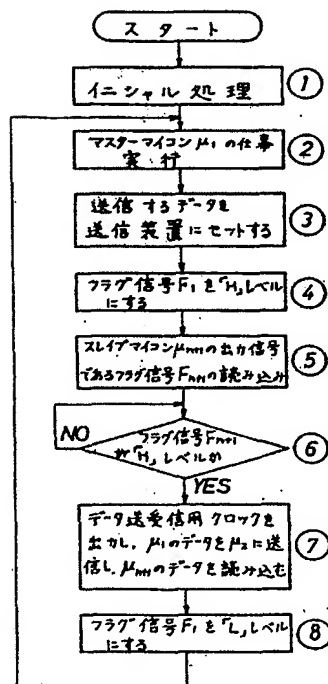 スタート
イニシャル処理
①
マスターマイコンμ₁の仕事
実行
②
送信するデータを
送信装置にセットする
③
フラグ信号F₁を「H」レベル
にする
④
スレイブマイコンμn+1の出力信号
であるフラグ信号Fn+1の読み込み
⑤
NO
フラグ信号Fn+1
が「H」レベルか
⑥
YES
データ送受信用クロックを
出力し、μ₁のデータをμ₂に送
信し、μn+1のデータを読み込む
⑦
フラグ信号F₁を「L」レベル
にする
⑧